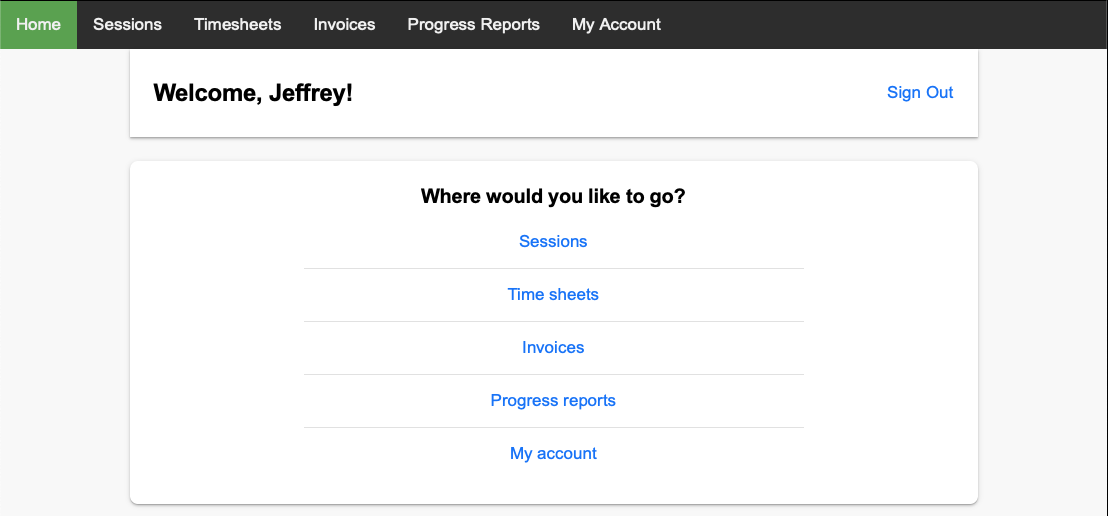 Home Sessions Timesheets Invoices Progress Reports My Account
Welcome, Jeffrey! Sign Out
Where would you like to go?
Sessions
Time sheets
Invoices
Progress reports
My account